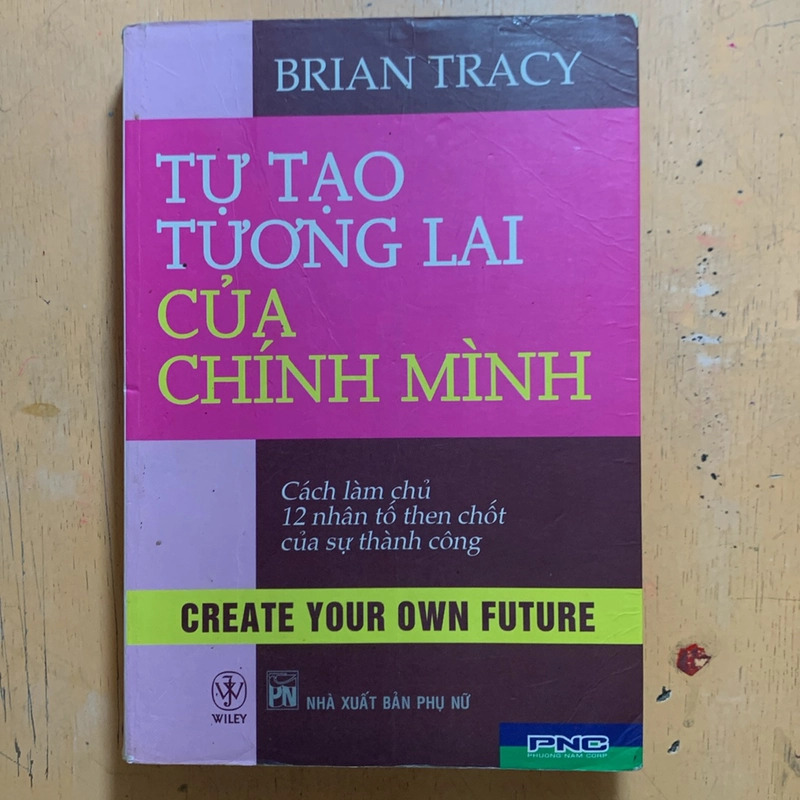 BRIAN TRACY
TỰ TẠO
TƯƠNG LAI
CỦA
CHÍNH MÌNH
Cách làm chủ
12 nhân tố then chốt
của sự thành công
CREATE YOUR OWN FUTURE
WILEY
PN
NHÀ XUẤT BẢN PHỤ NỮ
PNC
PHUONG NAM CORP